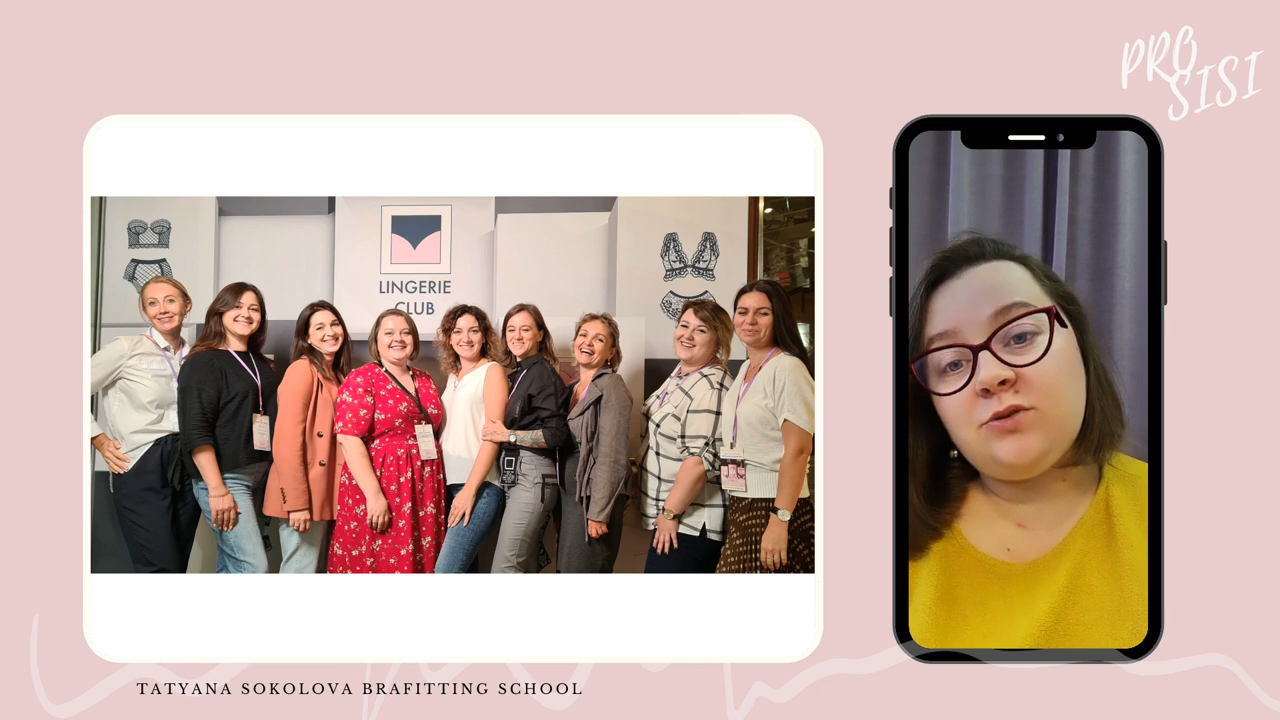 PRO
SISI
LINGERIE
CLUB
TATYANA SOKOLOVA BRAFITTING SCHOOL